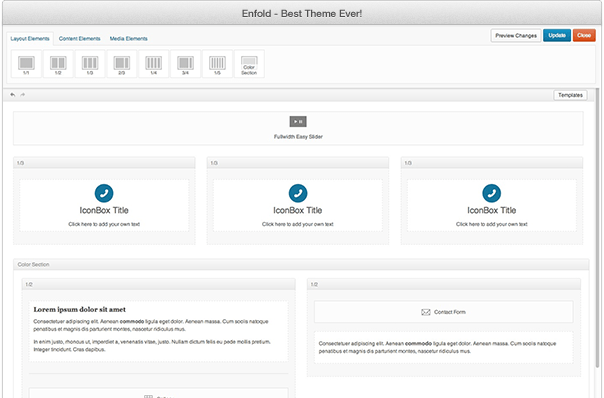 Enfold - Best Theme Ever!
Layout Elements Content Elements Media Elements
Preview Changes Update Close
1/1 1/2 1/3 2/3 1/4 3/4 1/5 Color Section
Templates
Fullwidth Easy Slider
1/3 1/3 1/3
IconBox Title IconBox Title IconBox Title
Click here to add your own text Click here to add your own text Click here to add your own text
Color Section
1/2
Lorem ipsum dolor sit amet
Consectetuer adipiscing elit. Aenean commodo ligula eget dolor. Aenean massa. Cum sociis natoque
penatibus et magnis dis parturient montes, nascetur ridiculus mus.
In enim justo, rhoncus ut, imperdiet a, venenatis vitae, justo. Nullam dictum felis eu pede mollis pretium.
Integer tincidunt. Cras dapibus.
1/2
Contact Form
Consectetuer adipiscing elit. Aenean commodo ligula eget dolor. Aenean massa. Cum sociis natoque
penatibus et magnis dis parturient montes, nascetur ridiculus mus.